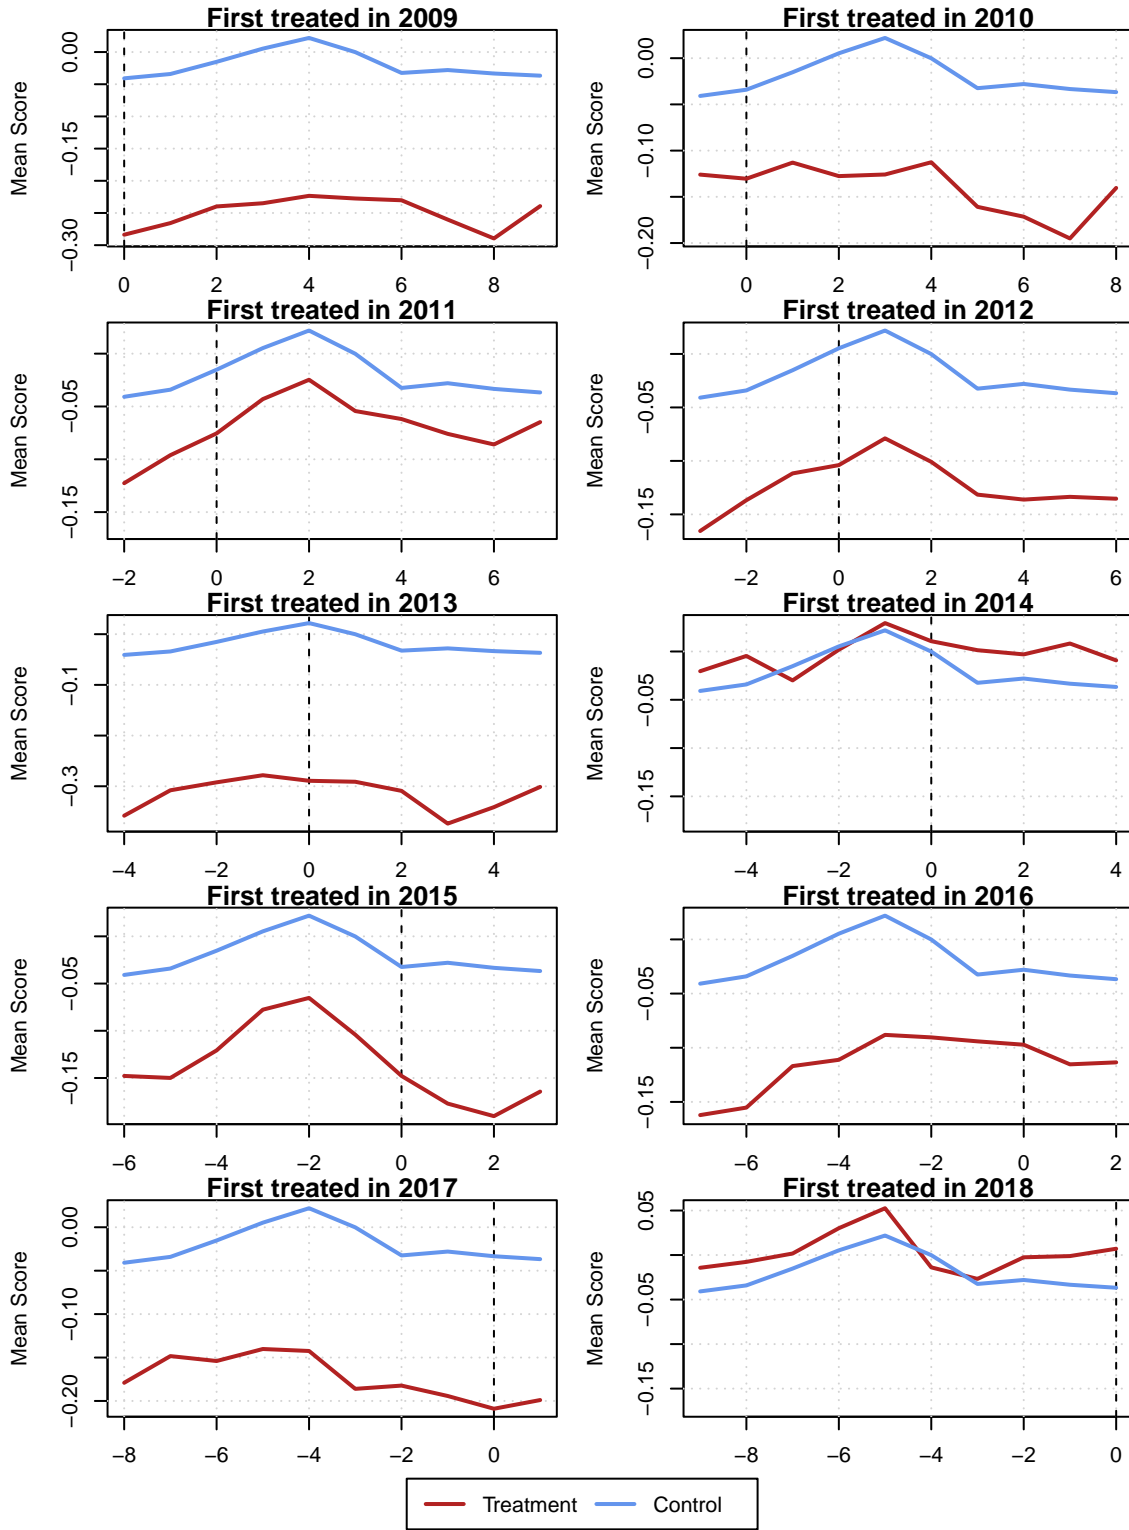 First treated in 2009
Mean Score
0.00
−0.15
−0.30
0 2 4 6 8
First treated in 2010
Mean Score
0.00
−0.10
−0.20
0 2 4 6 8
First treated in 2011
Mean Score
−0.05
−0.15
−2 0 2 4 6
First treated in 2012
Mean Score
−0.05
−0.15
−2 0 2 4 6
First treated in 2013
Mean Score
−0.1
−0.3
−4 −2 0 2 4
First treated in 2014
Mean Score
−0.05
−0.15
−4 −2 0 2 4
First treated in 2015
Mean Score
−0.05
−0.15
−6 −4 −2 0 2
First treated in 2016
Mean Score
−0.05
−0.15
−6 −4 −2 0 2
First treated in 2017
Mean Score
0.00
−0.10
−0.20
−8 −6 −4 −2 0
First treated in 2018
Mean Score
0.05
−0.05
−0.15
−8 −6 −4 −2 0
Treatment Control